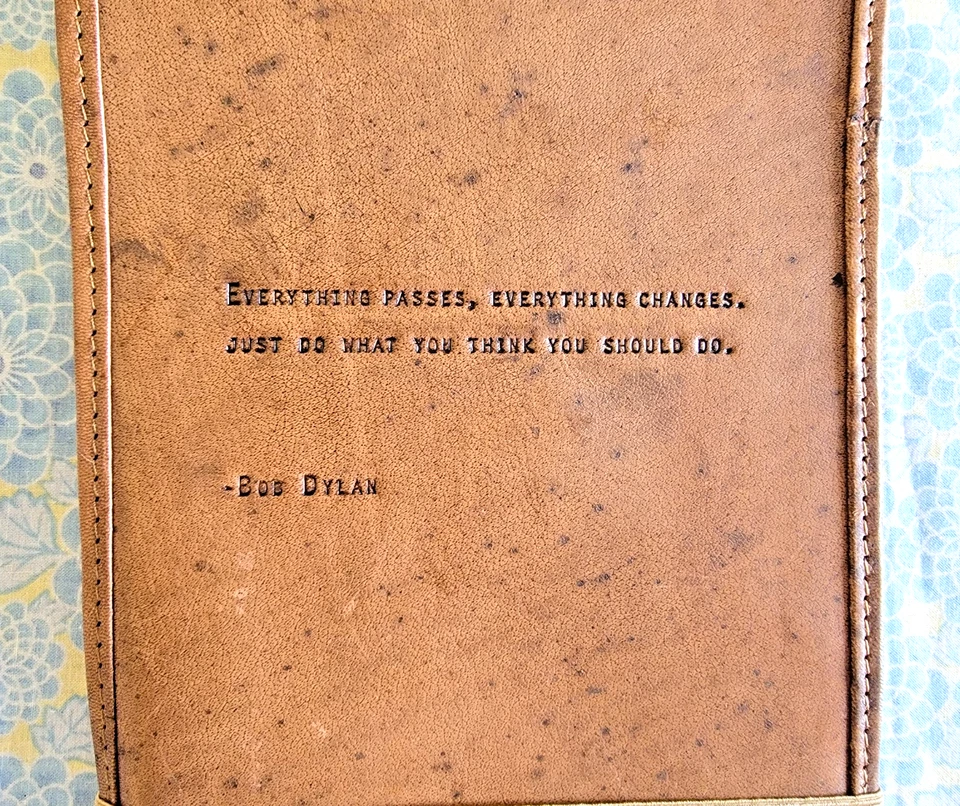 Everything passes, everything changes.
just do what you think you should do.
-Bob Dylan